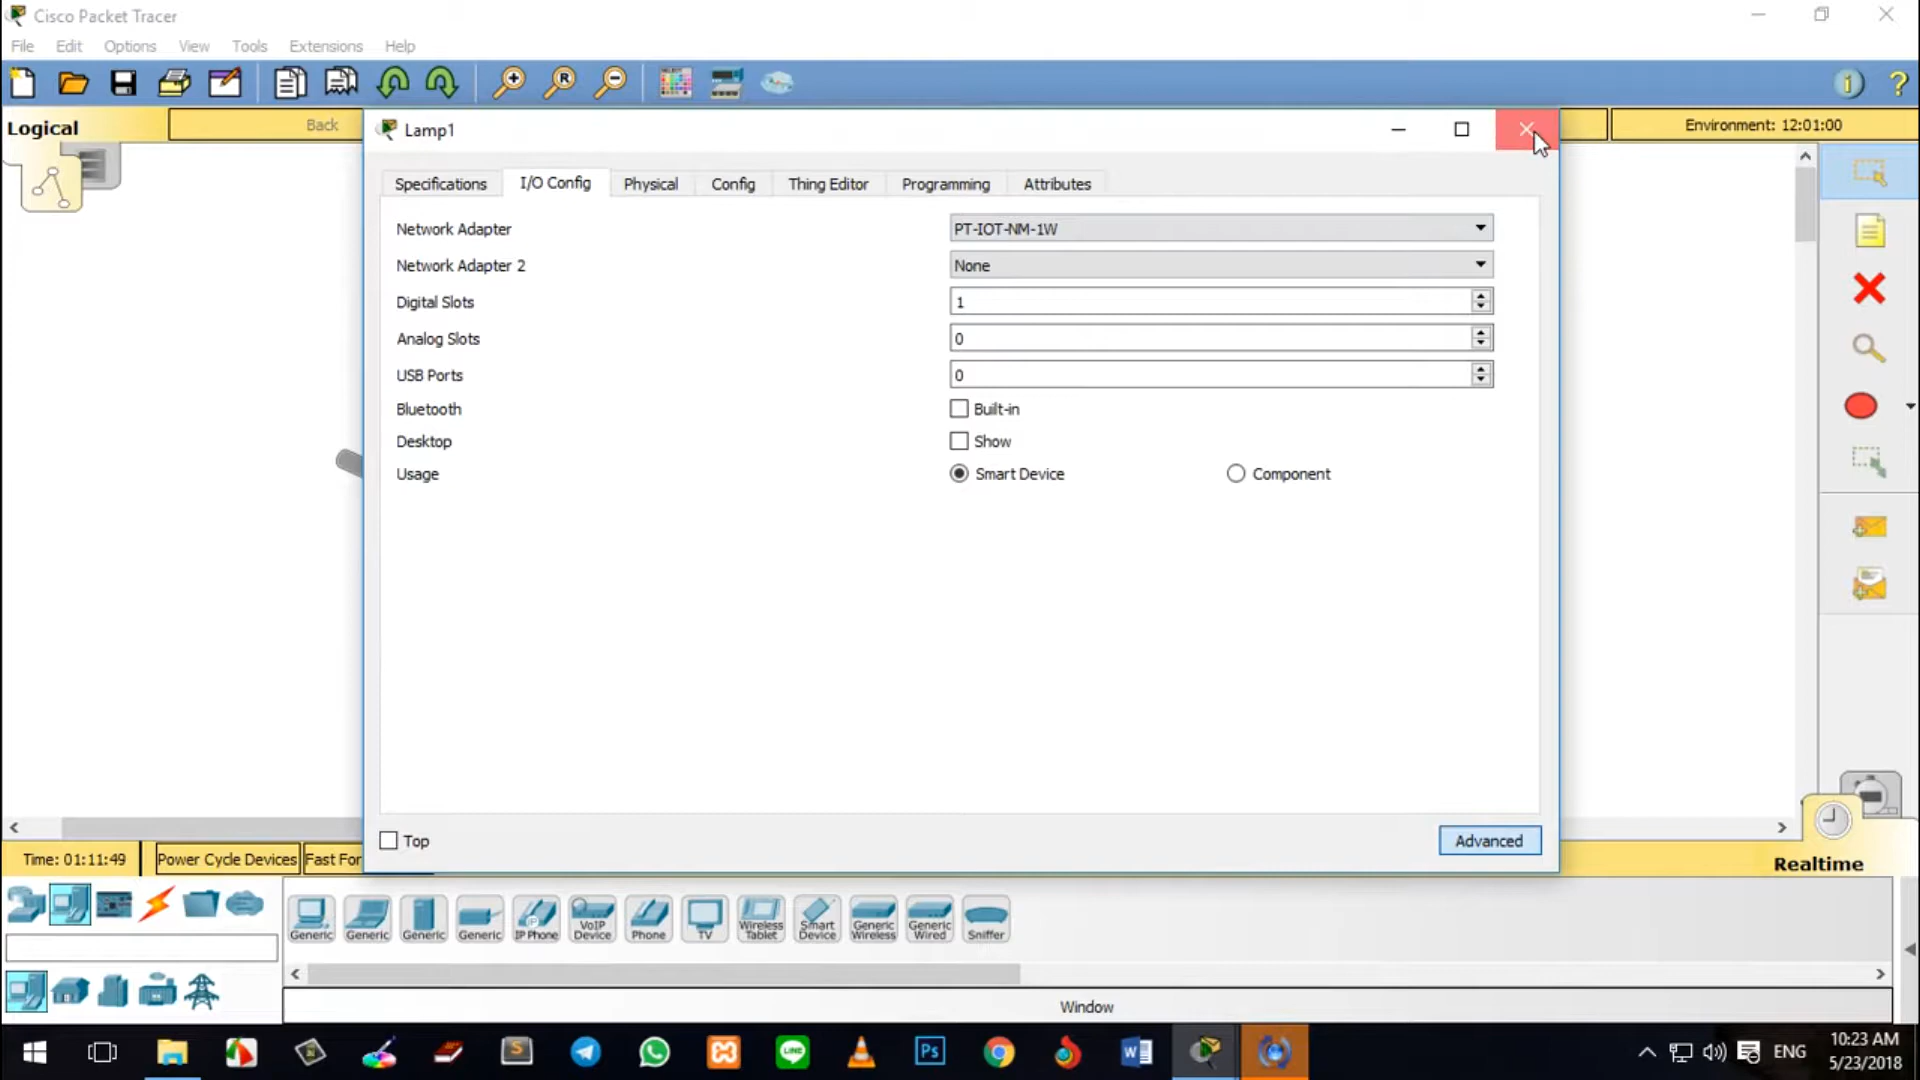 Cisco Packet Tracer
File Edit Options View Tools Extensions Help
Logical
Back
Environment: 12:01:00
Lamp1
Specifications I/O Config Physical Config Thing Editor Programming Attributes
Network Adapter PT-IOT-NM-1W
Network Adapter 2 None
Digital Slots 1
Analog Slots 0
USB Ports 0
Bluetooth Built-in
Desktop Show
Usage Smart Device Component
Top Advanced
Time: 01:11:49 Power Cycle Devices Fast For
Realtime
Generic Generic Generic Generic IP Phone VoIP Device Phone TV Wireless Tablet Smart Device Generic Wireless Generic Wired Sniffer
Window
ENG
10:23 AM
5/23/2018